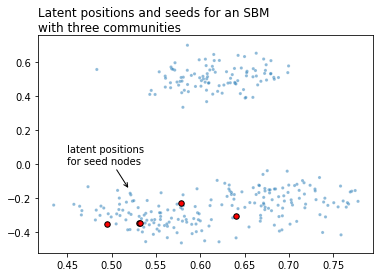 Latent positions and seeds for an SBM
with three communities
0.6
0.4
0.2
0.0
−0.2
−0.4
latent positions
for seed nodes
0.45 0.50 0.55 0.60 0.65 0.70 0.75